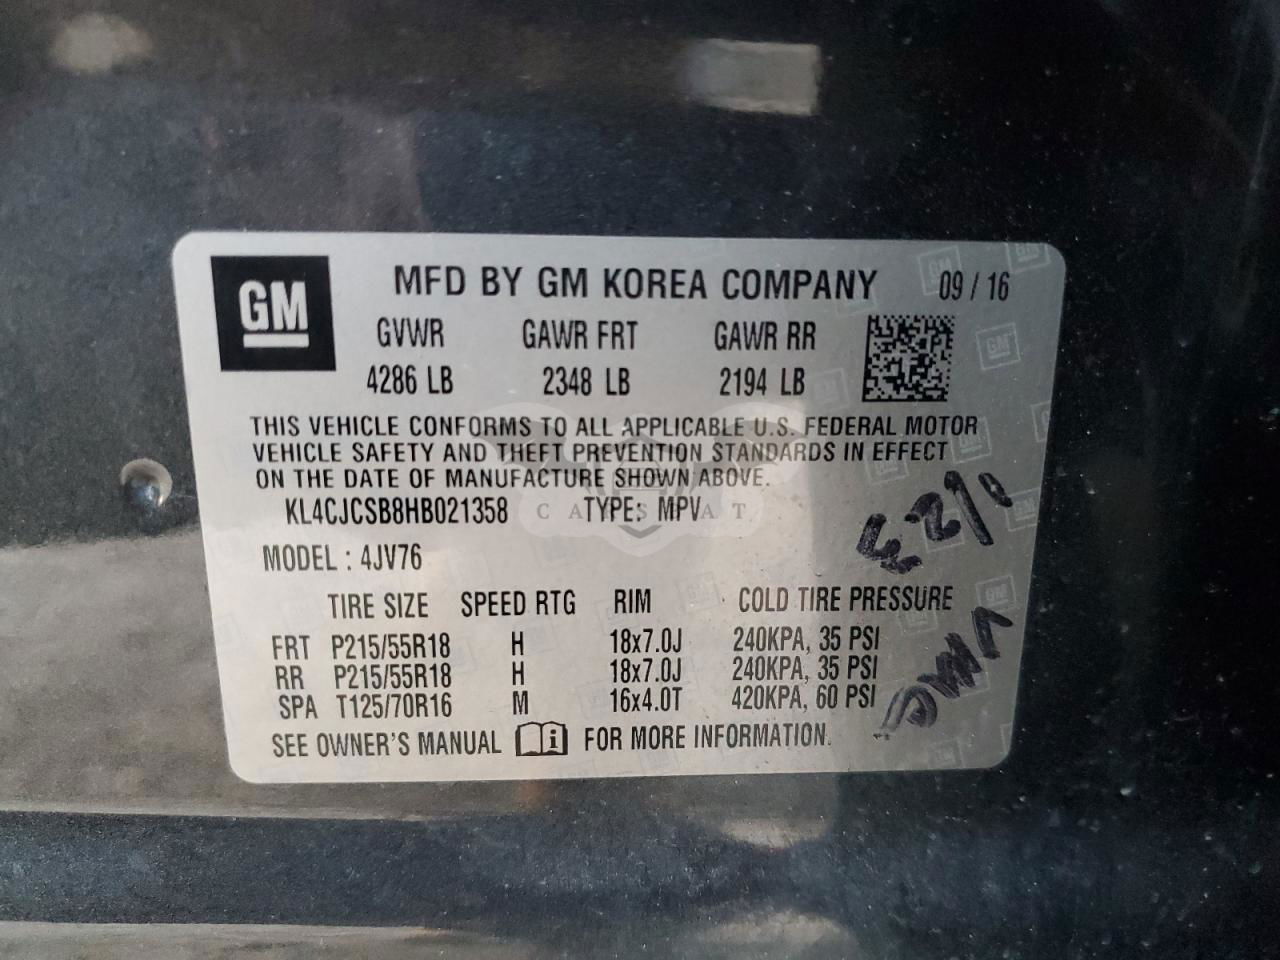 GM
MFD BY GM KOREA COMPANY 09 / 16
GVWR GAWR FRT GAWR RR
4286 LB 2348 LB 2194 LB
THIS VEHICLE CONFORMS TO ALL APPLICABLE U.S. FEDERAL MOTOR
VEHICLE SAFETY AND THEFT PREVENTION STANDARDS IN EFFECT
ON THE DATE OF MANUFACTURE SHOWN ABOVE.
KL4CJCSB8HB021358 TYPE: MPV
MODEL : 4JV76
TIRE SIZE SPEED RTG RIM COLD TIRE PRESSURE
FRT P215/55R18 H 18x7.0J 240KPA, 35 PSI
RR P215/55R18 H 18x7.0J 240KPA, 35 PSI
SPA T125/70R16 M 16x4.0T 420KPA, 60 PSI
SEE OWNER'S MANUAL i FOR MORE INFORMATION.